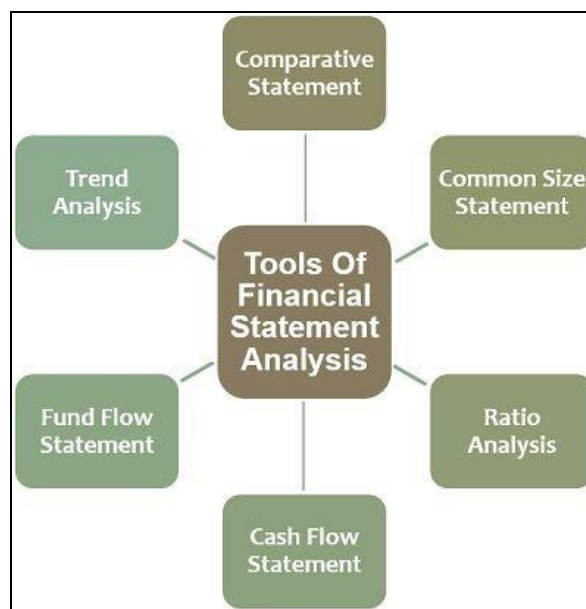 Comparative
Statement
Common Size
Statement
Ratio
Analysis
Cash Flow
Statement
Fund Flow
Statement
Trend
Analysis
Tools Of
Financial
Statement
Analysis